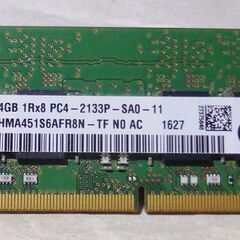 4GB 1Rx8 PC4-2133P-SA0-11
HMA451S6AFR8N-TF N0 AC 1627